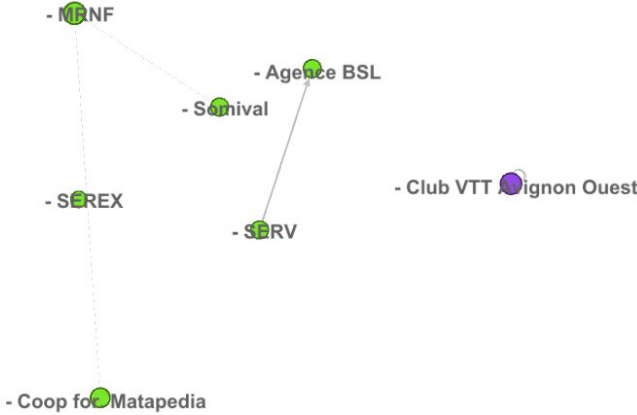 - MRNF
- Agence BSL
- Somival
- Club VTT Avignon Ouest
- SEREX
- SERV
- Coop for Matapedia